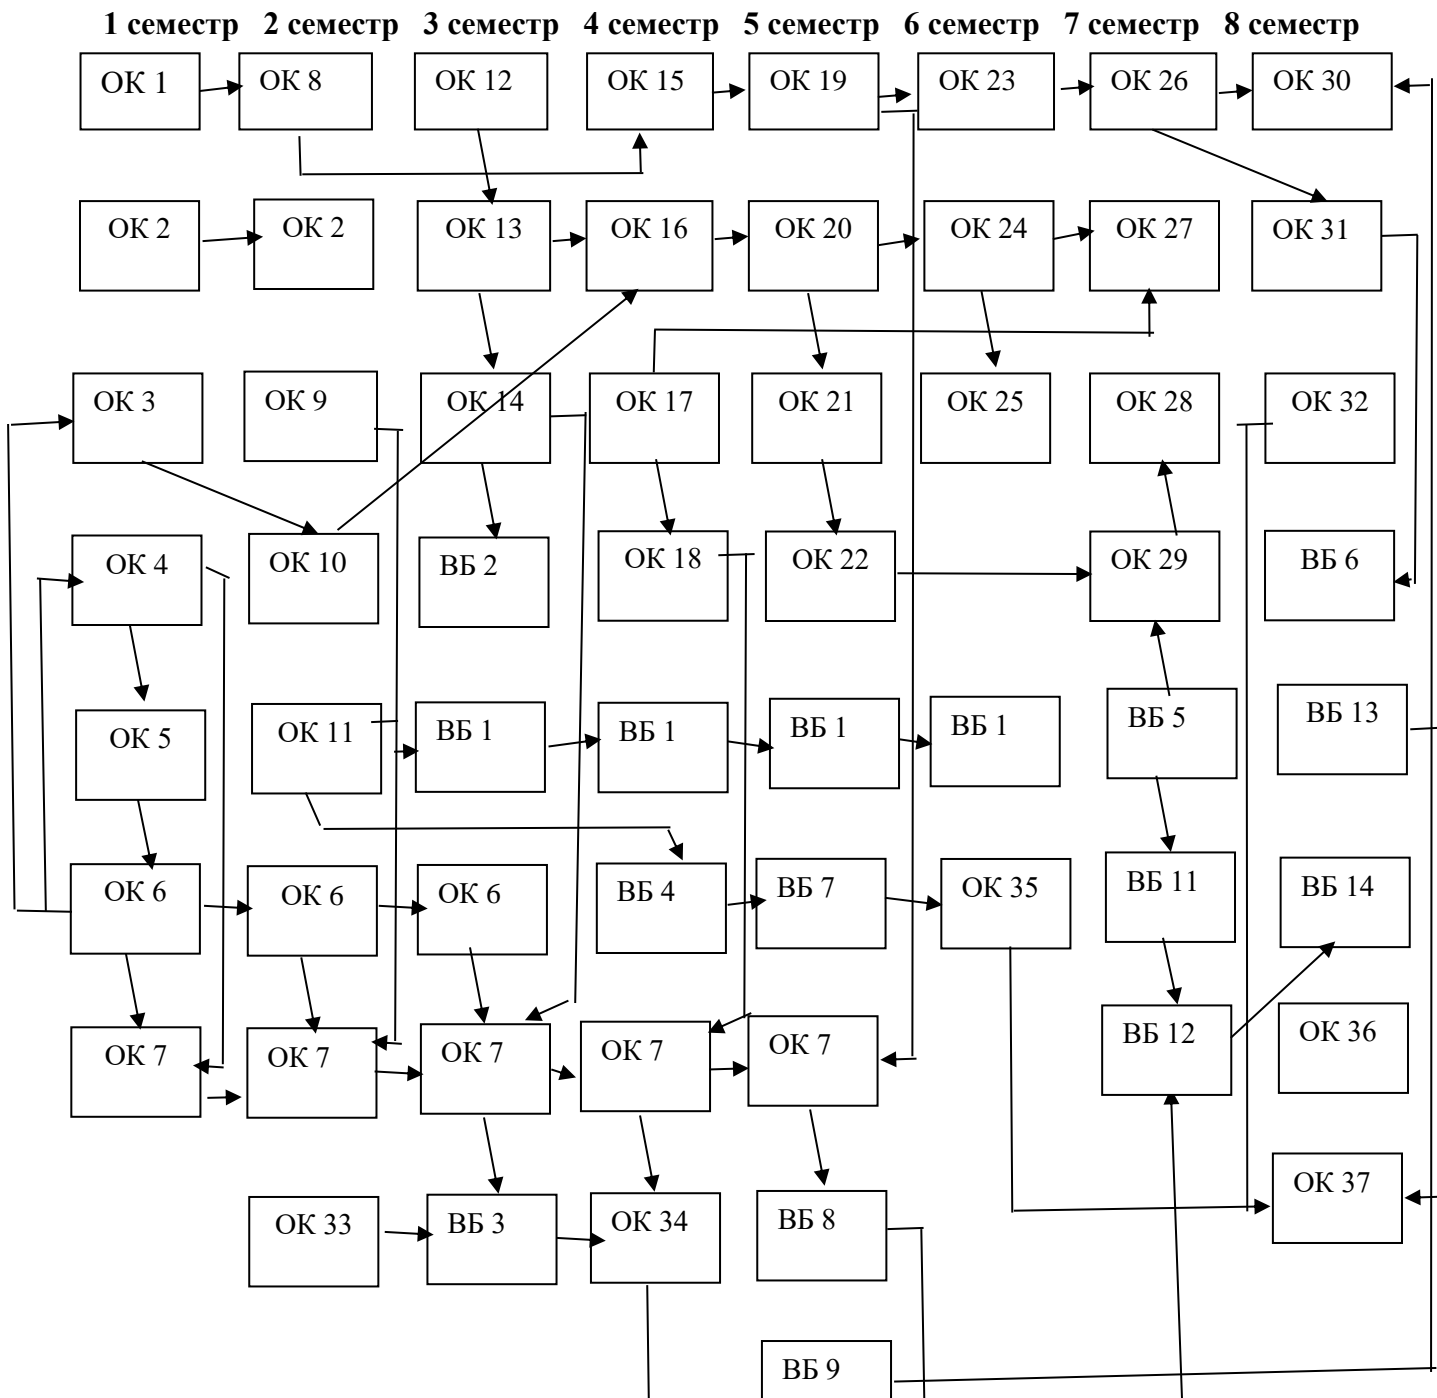 1 семестр 2 семестр 3 семестр 4 семестр 5 семестр 6 семестр 7 семестр 8 семестр
ОК 1 ОК 8 ОК 12 ОК 15 ОК 19 ОК 23 ОК 26 ОК 30
ОК 2 ОК 2 ОК 13 ОК 16 ОК 20 ОК 24 ОК 27 ОК 31
ОК 3 ОК 9 ОК 14 ОК 17 ОК 21 ОК 25 ОК 28 ОК 32
ОК 4 ОК 10 ВБ 2 ОК 18 ОК 22 ОК 29 ВБ 6
ОК 5 ОК 11 ВБ 1 ВБ 1 ВБ 1 ВБ 1 ВБ 5 ВБ 13
ОК 6 ОК 6 ОК 6 ВБ 4 ВБ 7 ОК 35 ВБ 11 ВБ 14
ОК 7 ОК 7 ОК 7 ОК 7 ОК 7 ВБ 12 ОК 36
ОК 33 ВБ 3 ОК 34 ВБ 8 ОК 37
ВБ 9